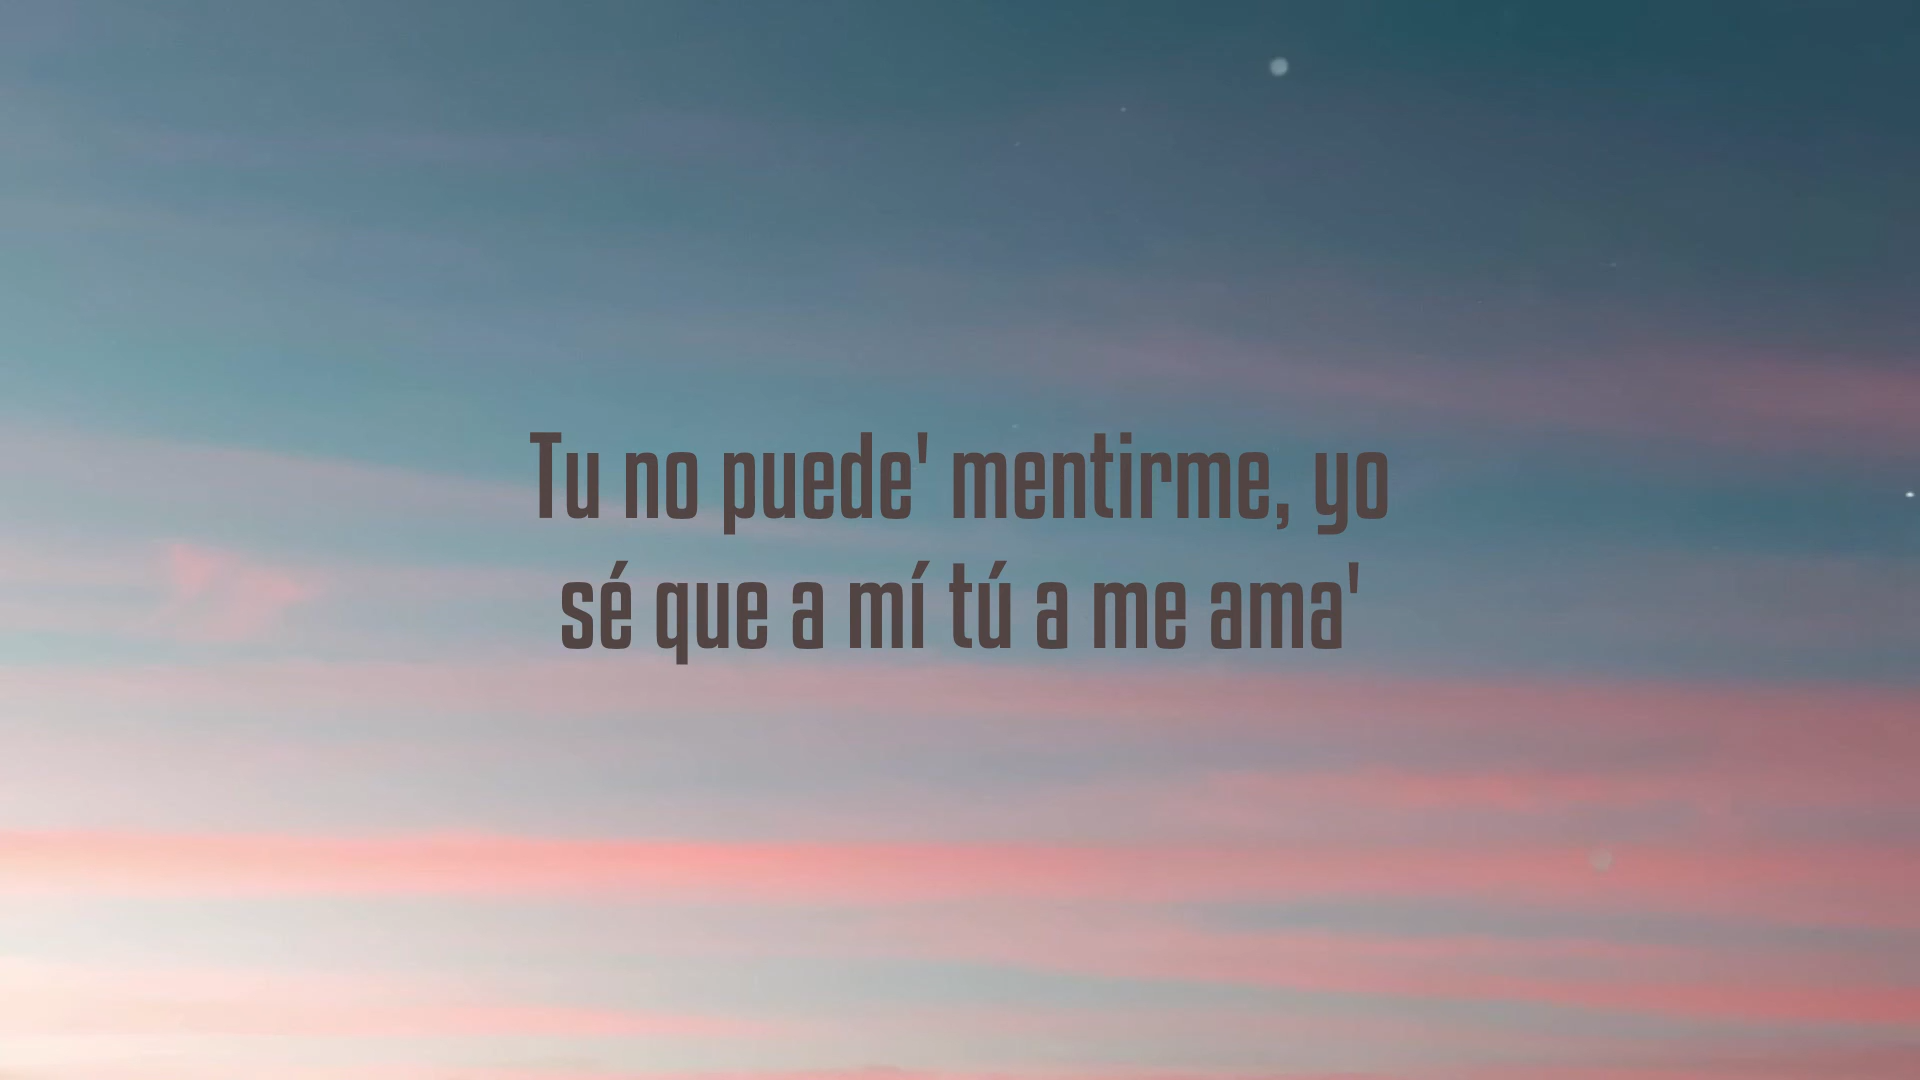 Tu no puede' mentirme, yo
sé que a mí tú a me ama'